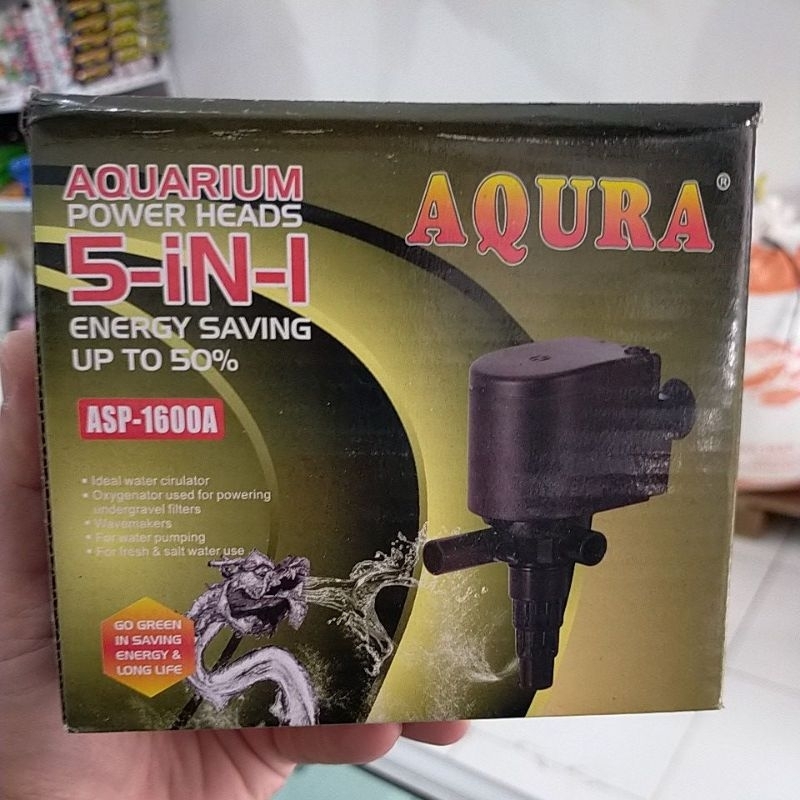 AQUARIUM
POWER HEADS
5-iN-1
ENERGY SAVING
UP TO 50%
ASP-1600A
• Ideal water cirulator
• Oxygenator used for powering
undergravel filters
• Wavemakers
• For water pumping
• For fresh & salt water use
GO GREEN
IN SAVING
ENERGY &
LONG LIFE
AQURA®